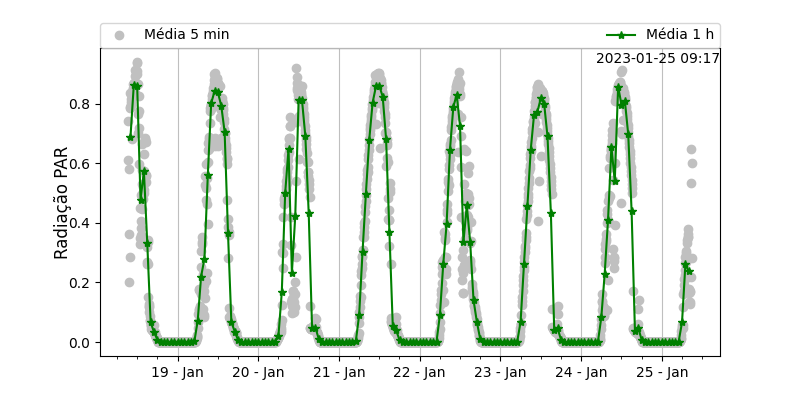 Média 5 min
Média 1 h
2023-01-25 09:17
Radiação PAR
0.8
0.6
0.4
0.2
0.0
19 - Jan
20 - Jan
21 - Jan
22 - Jan
23 - Jan
24 - Jan
25 - Jan